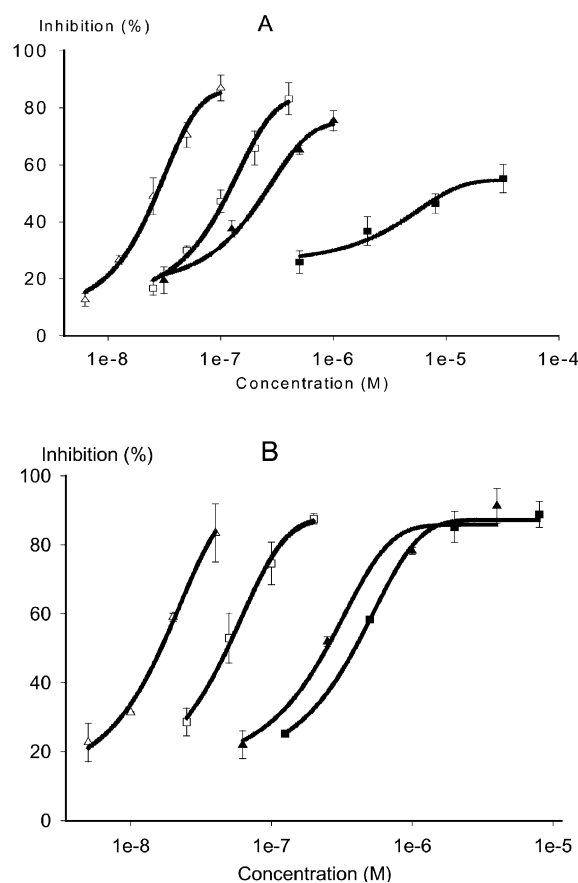 Inhibition (%)
A
100
80
60
40
20
0
1e-8 1e-7 1e-6 1e-5 1e-4
Concentration (M)
Inhibition (%)
B
100
80
60
40
20
0
1e-8 1e-7 1e-6 1e-5
Concentration (M)